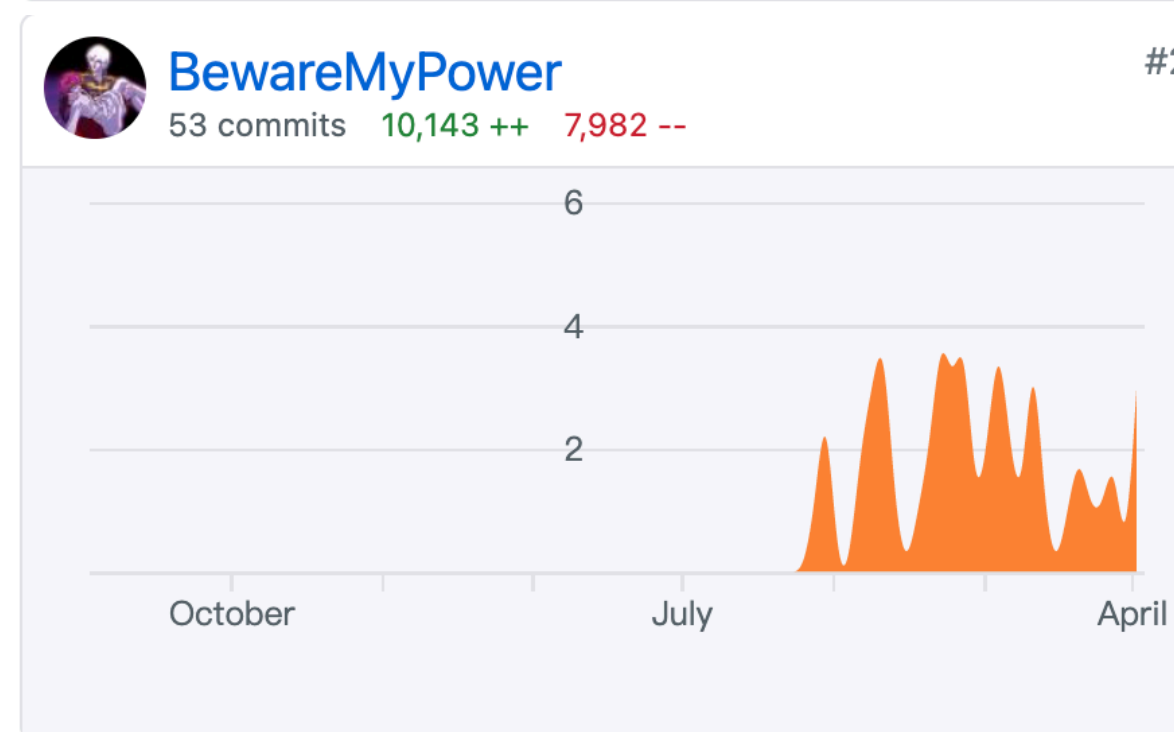 BewareMyPower
53 commits 10,143 ++ 7,982 --
6
4
2
October July April